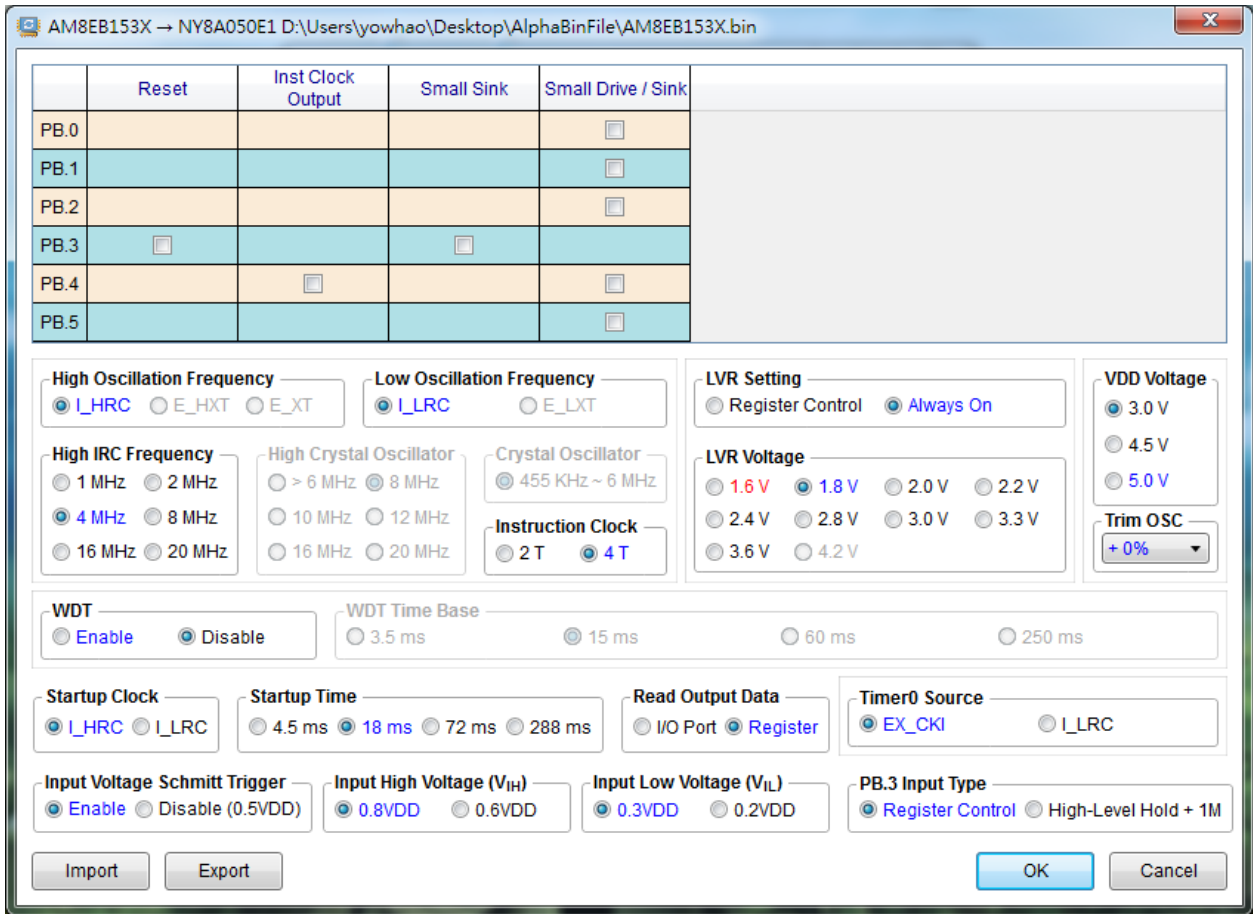 AM8EB153X → NY8A050E1 D:\Users\yowhao\Desktop\AlphaBinFile\AM8EB153X.bin
Reset Inst Clock Output Small Sink Small Drive / Sink
PB.0
PB.1
PB.2
PB.3
PB.4
PB.5
High Oscillation Frequency Low Oscillation Frequency LVR Setting VDD Voltage
I_HRC E_HXT E_XT I_LRC E_LXT Register Control Always On 3.0 V
4.5 V
High IRC Frequency High Crystal Oscillator Crystal Oscillator LVR Voltage
1 MHz 2 MHz > 6 MHz 8 MHz 455 KHz ~ 6 MHz 1.6 V 1.8 V 2.0 V 2.2 V 5.0 V
4 MHz 8 MHz 10 MHz 12 MHz Instruction Clock 2.4 V 2.8 V 3.0 V 3.3 V Trim OSC
16 MHz 20 MHz 16 MHz 20 MHz 2 T 4 T 3.6 V 4.2 V + 0%
WDT WDT Time Base
Enable Disable 3.5 ms 15 ms 60 ms 250 ms
Startup Clock Startup Time Read Output Data Timer0 Source
I_HRC I_LRC 4.5 ms 18 ms 72 ms 288 ms I/O Port Register EX_CKI I_LRC
Input Voltage Schmitt Trigger Input High Voltage (VIH) Input Low Voltage (VIL) PB.3 Input Type
Enable Disable (0.5VDD) 0.8VDD 0.6VDD 0.3VDD 0.2VDD Register Control High-Level Hold + 1M
Import Export OK Cancel